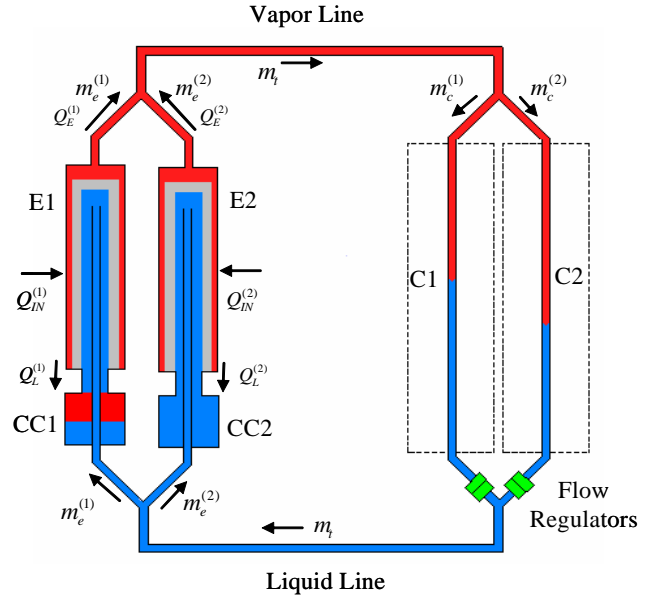 Vapor Line
m_t
m_e^(1)
m_e^(2)
m_c^(1)
m_c^(2)
Q_E^(1)
Q_E^(2)
E1
E2
C1
C2
Q_IN^(1)
Q_IN^(2)
Q_L^(1)
Q_L^(2)
CC1
CC2
m_e^(1)
m_e^(2)
Flow
Regulators
m_t
Liquid Line